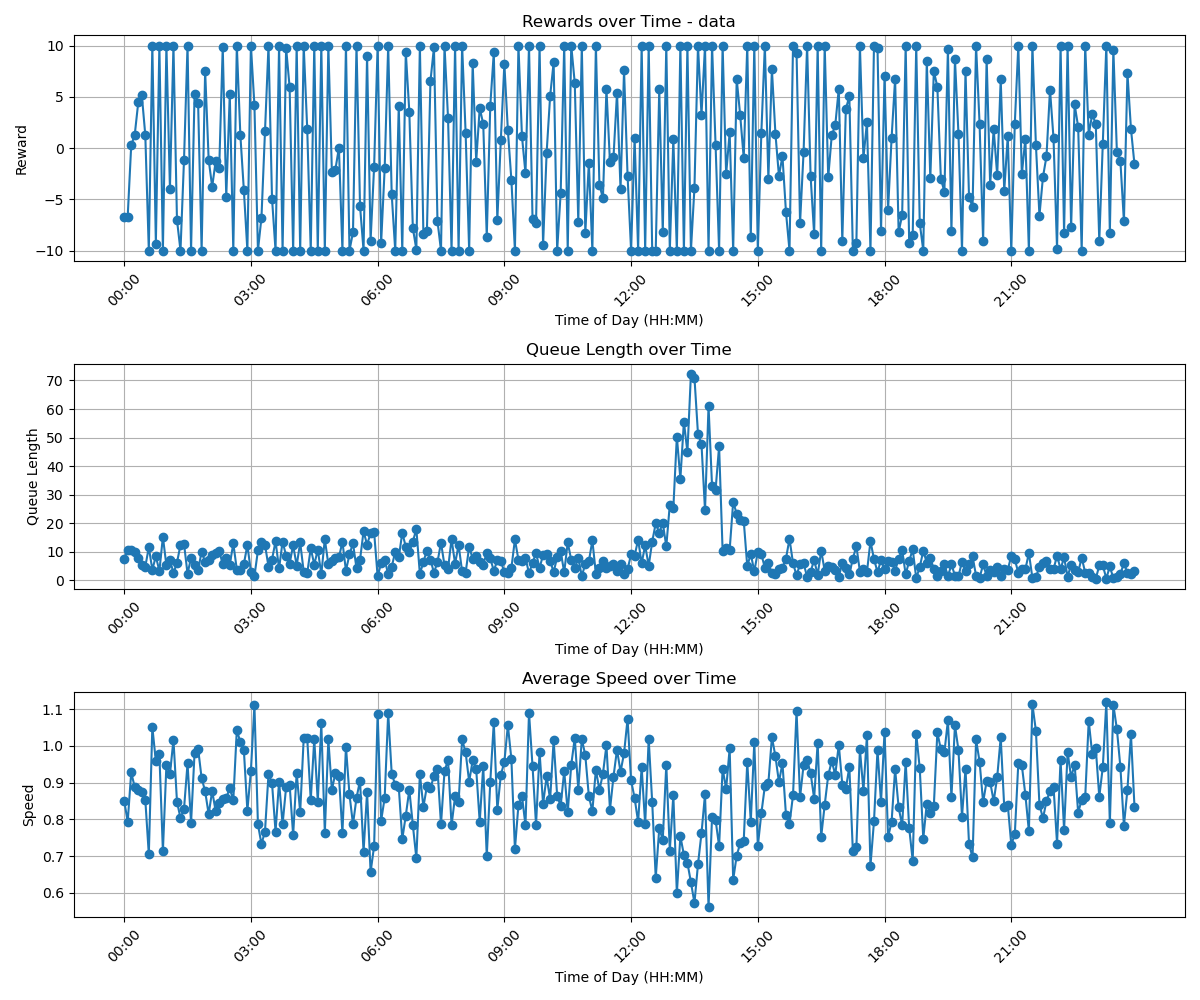 Rewards over Time - data
Reward
10
5
0
−5
−10
00:00 03:00 06:00 09:00 12:00 15:00 18:00 21:00
Time of Day (HH:MM)
Queue Length over Time
Queue Length
70
60
50
40
30
20
10
0
00:00 03:00 06:00 09:00 12:00 15:00 18:00 21:00
Time of Day (HH:MM)
Average Speed over Time
Speed
1.1
1.0
0.9
0.8
0.7
0.6
00:00 03:00 06:00 09:00 12:00 15:00 18:00 21:00
Time of Day (HH:MM)